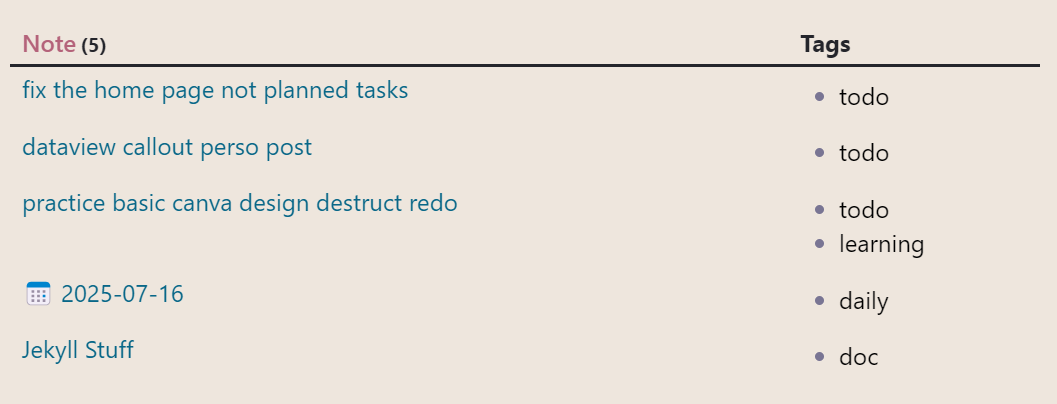 Note (5) Tags
fix the home page not planned tasks • todo
dataview callout perso post • todo
practice basic canva design destruct redo • todo
• learning
2025-07-16 • daily
Jekyll Stuff • doc